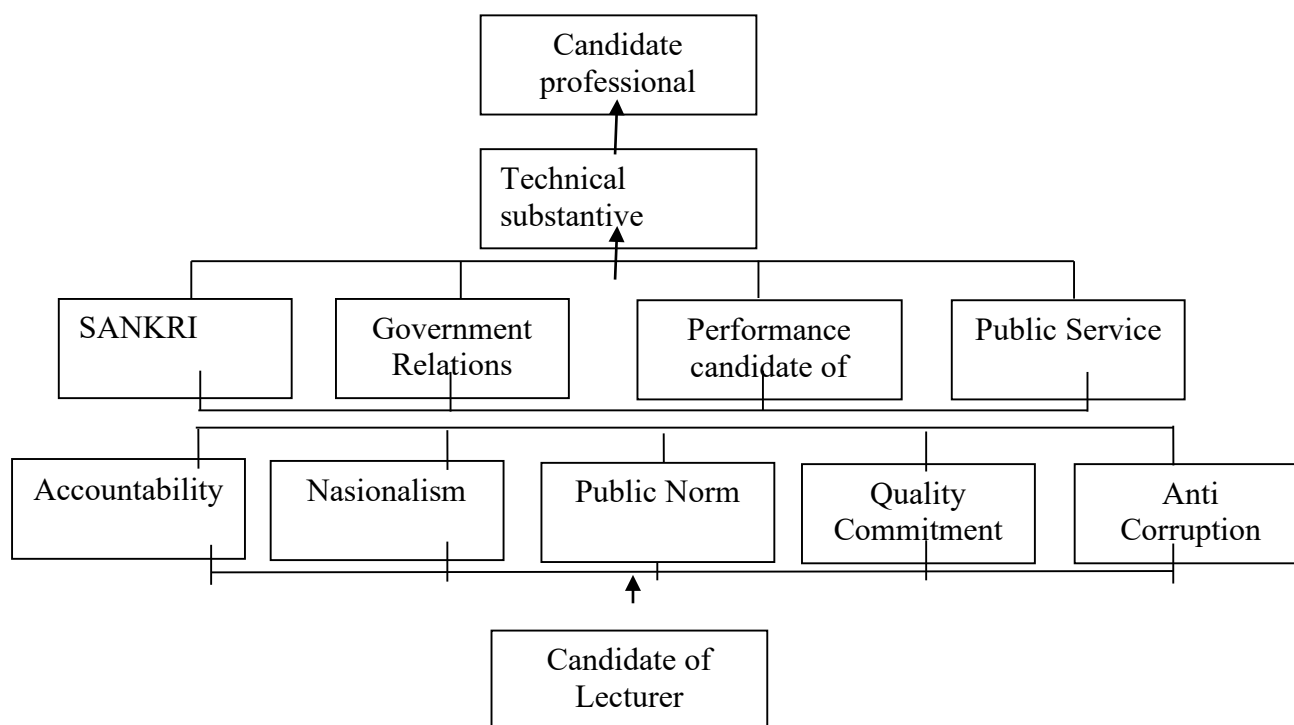 Candidate
professional
Technical
substantive
SANKRI
Government
Relations
Performance
candidate of
Public Service
Accountability
Nasionalism
Public Norm
Quality
Commitment
Anti
Corruption
Candidate of
Lecturer